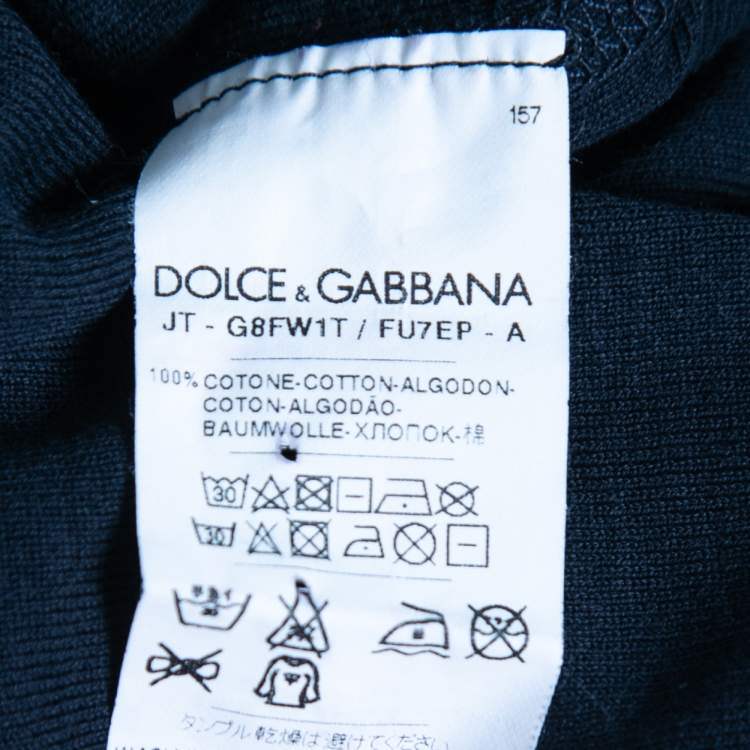 157
DOLCE & GABBANA
JT - G8FW1T / FU7EP - A
100% COTONE-COTTON-ALGODON-
COTON-ALGODÃO-
BAUMWOLLE-ХЛОПОК-棉
30
30
タンブル乾燥は避けてください